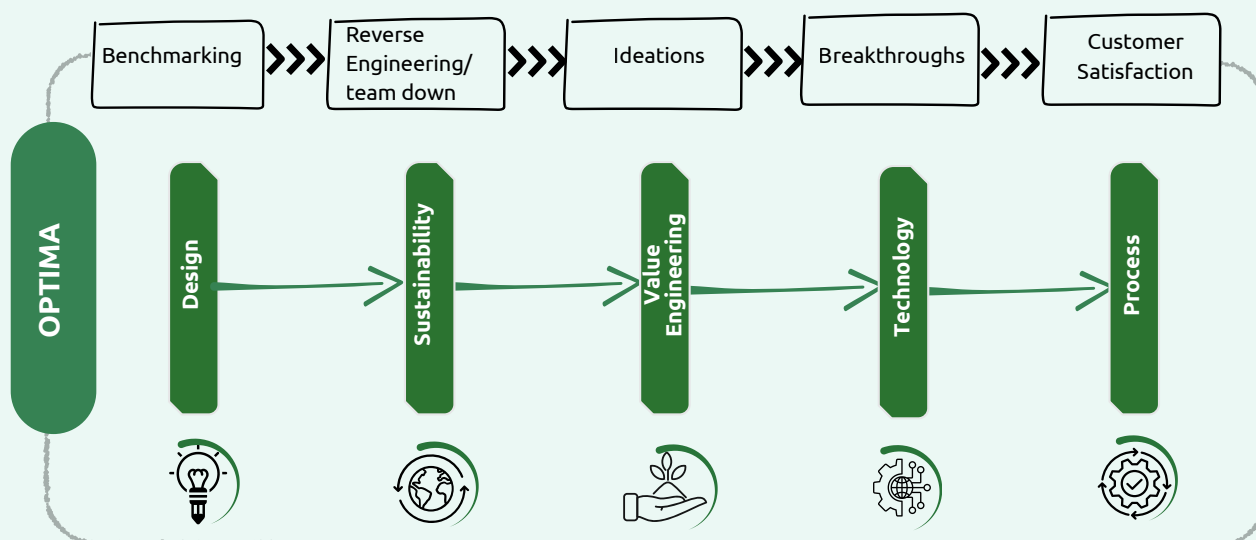 Benchmarking
Reverse
Engineering/
team down
Ideations
Breakthroughs
Customer
Satisfaction
OPTIMA
Design
Sustainability
Value
Engineering
Technology
Process